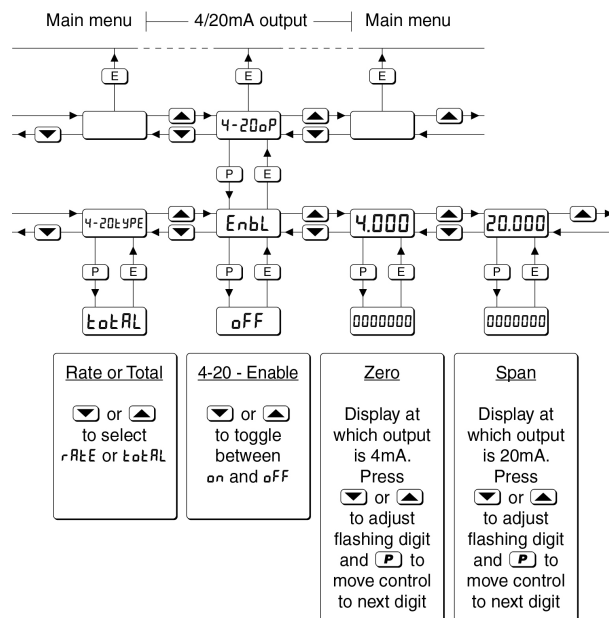 Main menu 4/20mA output Main menu
E E E
4-20oP
P E
4-20tYPE EnbL 4.000 20.000
P E P E P E P E
totAL oFF 0000000 0000000
Rate or Total
or
to select
rAtE or totAL
4-20 - Enable
or
to toggle
between
on and oFF
Zero
Display at
which output
is 4mA.
Press
or
to adjust
flashing digit
and P to
move control
to next digit
Span
Display at
which output
is 20mA.
Press
or
to adjust
flashing digit
and P to
move control
to next digit